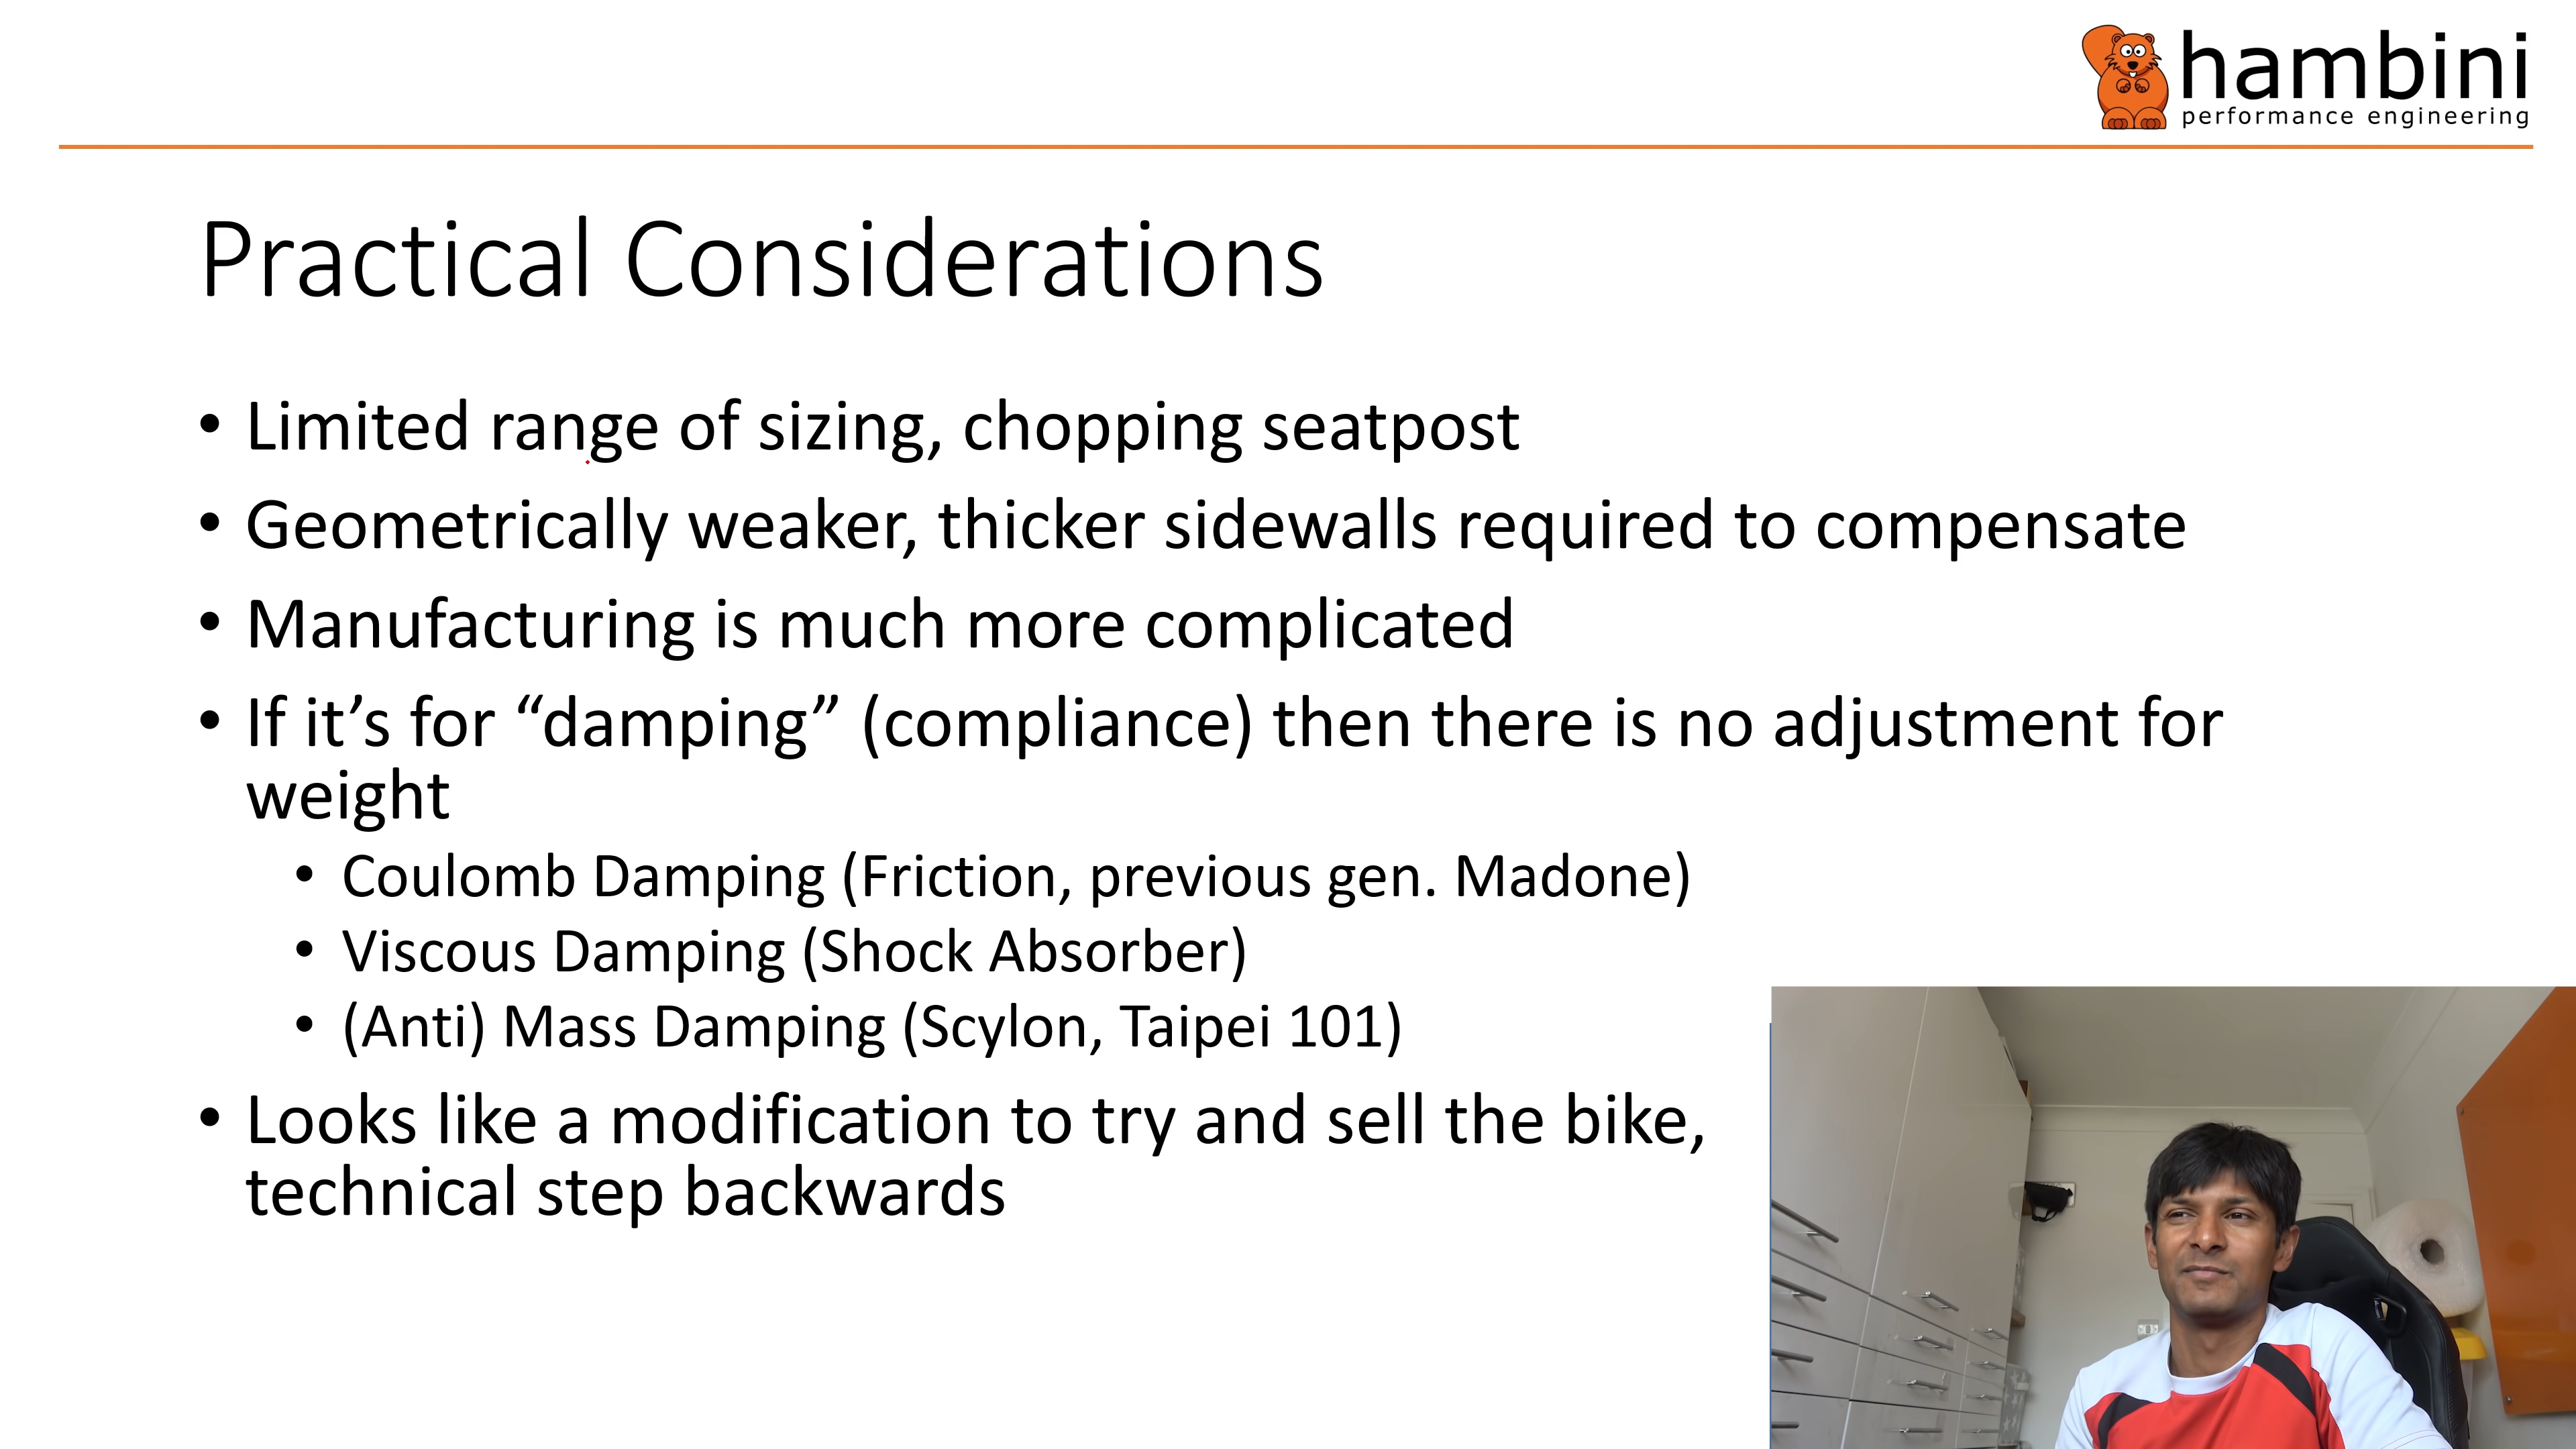 hambini
performance engineering
Practical Considerations
• Limited range of sizing, chopping seatpost
• Geometrically weaker, thicker sidewalls required to compensate
• Manufacturing is much more complicated
• If it’s for “damping” (compliance) then there is no adjustment for
weight
• Coulomb Damping (Friction, previous gen. Madone)
• Viscous Damping (Shock Absorber)
• (Anti) Mass Damping (Scylon, Taipei 101)
• Looks like a modification to try and sell the bike,
technical step backwards